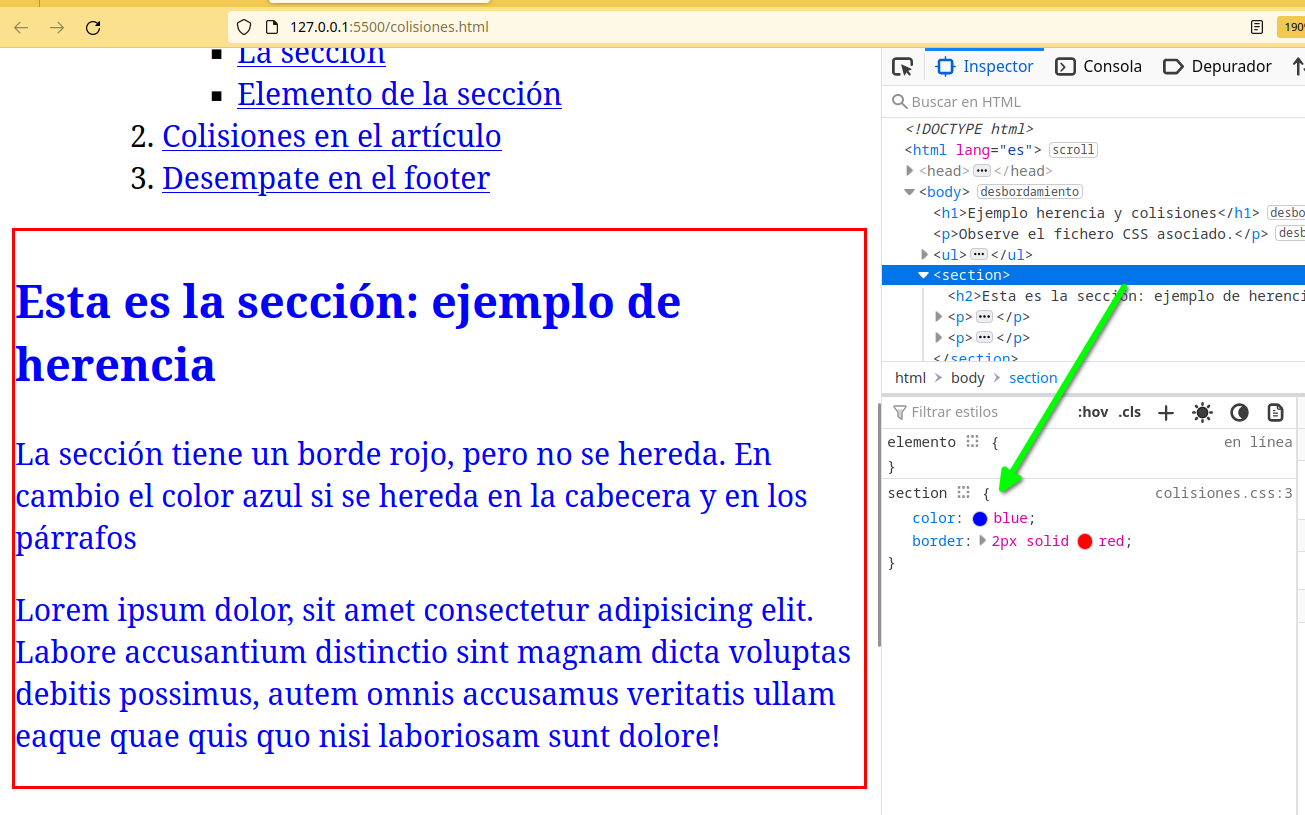 127.0.0.1:5500/colisiones.html
190%
La sección
Elemento de la sección
2. Colisiones en el artículo
3. Desempate en el footer
Esta es la sección: ejemplo de
herencia
La sección tiene un borde rojo, pero no se hereda. En
cambio el color azul si se hereda en la cabecera y en los
párrafos
Lorem ipsum dolor, sit amet consectetur adipisicing elit.
Labore accusantium distinctio sint magnam dicta voluptas
debitis possimus, autem omnis accusamus veritatis ullam
eaque quae quis quo nisi laboriosam sunt dolore!
Inspector Consola Depurador
Buscar en HTML
<!DOCTYPE html>
<html lang="es"> scroll
<head> ••• </head>
<body> desbordamiento
<h1>Ejemplo herencia y colisiones</h1> desbo
<p>Observe el fichero CSS asociado.</p> desb
<ul> ••• </ul>
<section>
<h2>Esta es la sección: ejemplo de herenci
<p> ••• </p>
<p> ••• </p>
</section>
html > body > section
Filtrar estilos :hov .cls +
elemento { en línea
}
section { colisiones.css:3
color: blue;
border: 2px solid red;
}